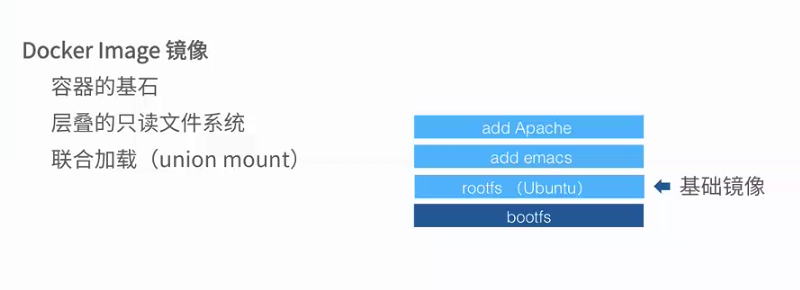 Docker Image 镜像
容器的基石
层叠的只读文件系统
联合加载（union mount）
add Apache
add emacs
rootfs （Ubuntu）
基础镜像
bootfs